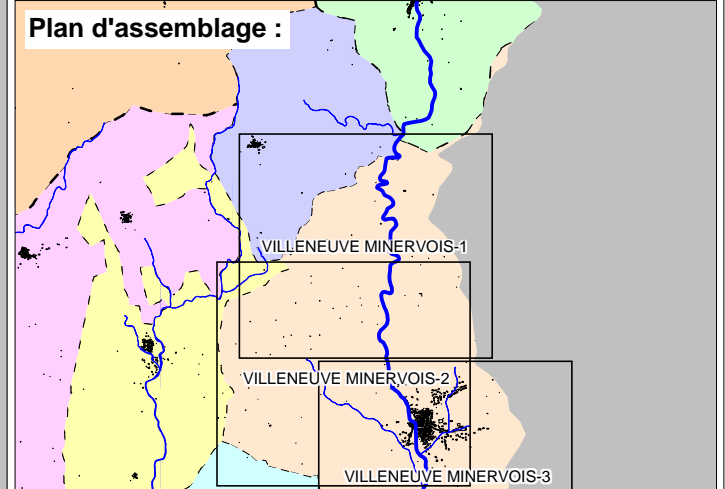 Plan d'assemblage :
VILLENEUVE MINERVOIS-1
VILLENEUVE MINERVOIS-2
VILLENEUVE MINERVOIS-3